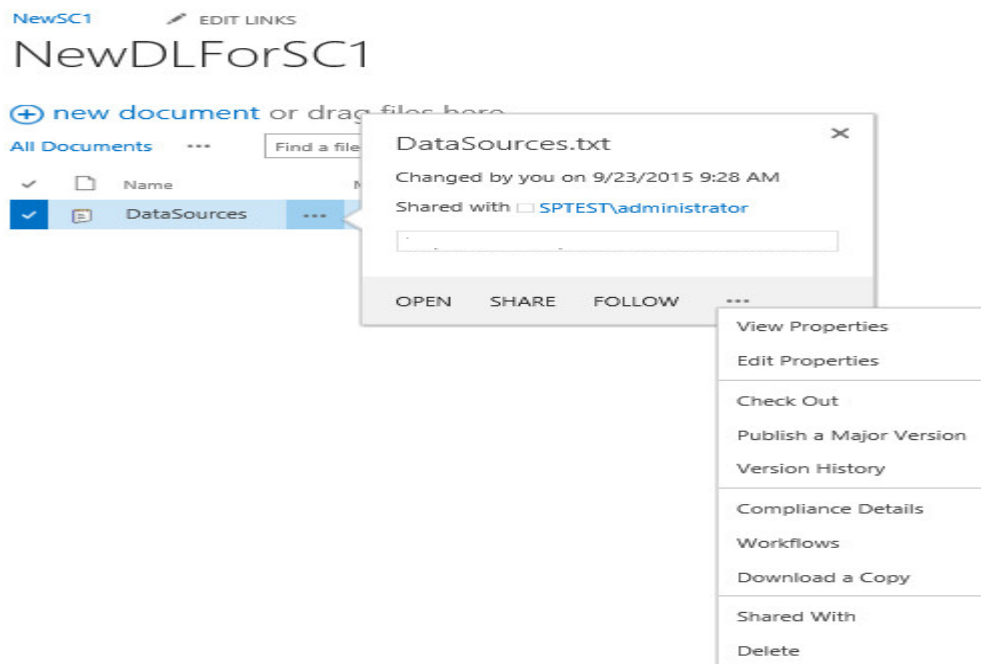 NewSC1 EDIT LINKS
NewDLForSC1
new document or drag files here
All Documents ... Find a file
Name
DataSources ...
DataSources.txt
Changed by you on 9/23/2015 9:28 AM
Shared with SPTEST\administrator
OPEN SHARE FOLLOW ...
View Properties
Edit Properties
Check Out
Publish a Major Version
Version History
Compliance Details
Workflows
Download a Copy
Shared With
Delete